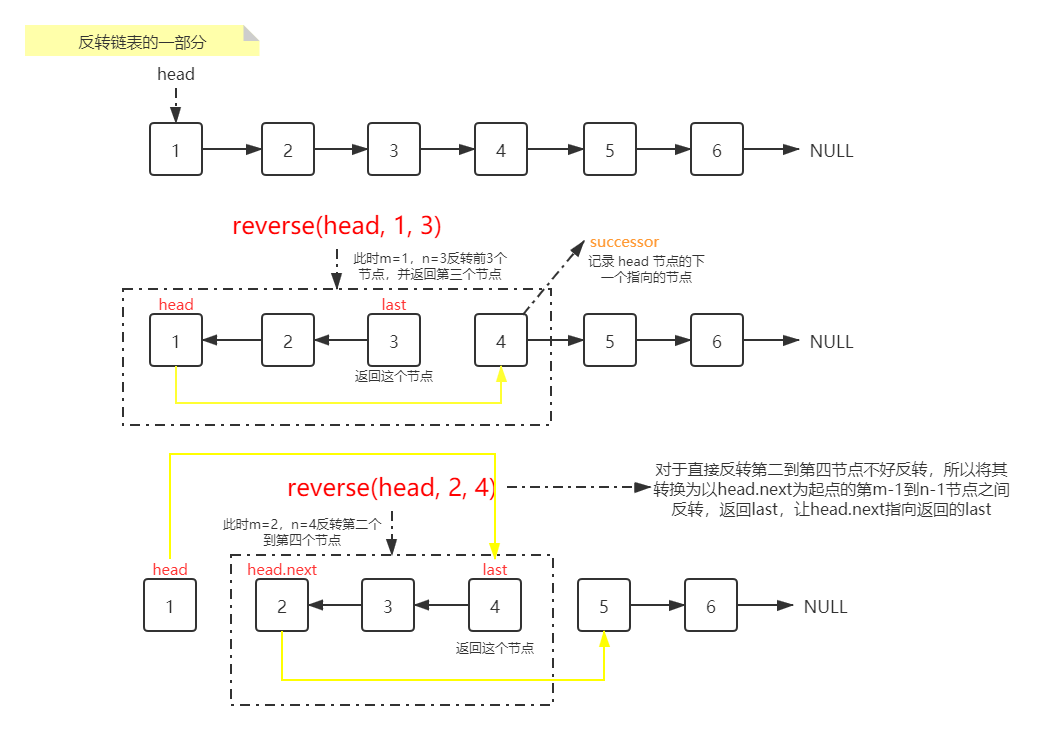 反转链表的一部分
head
1 2 3 4 5 6 NULL
reverse(head, 1, 3)
successor
此时m=1，n=3反转前3个
节点，并返回第三个节点
记录 head 节点的下
一个指向的节点
head last
1 2 3 4 5 6 NULL
返回这个节点
reverse(head, 2, 4)
对于直接反转第二到第四节点不好反转，所以将其
转换为以head.next为起点的第m-1到n-1节点之间
反转，返回last，让head.next指向返回的last
此时m=2，n=4反转第二个
到第四个节点
head head.next last
1 2 3 4 5 6 NULL
返回这个节点